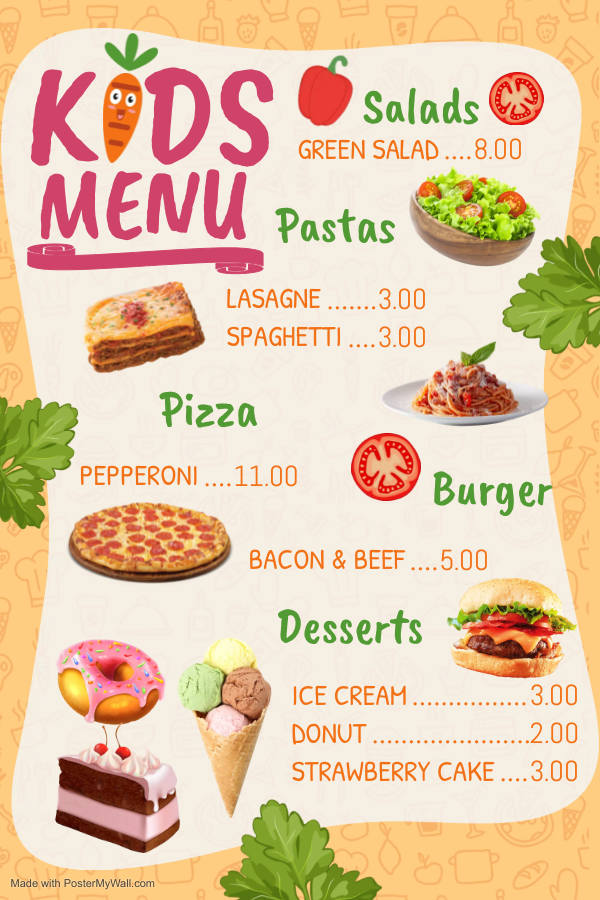 KIDS
MENU
Salads
GREEN SALAD ....8.00
Pastas
LASAGNE .......3.00
SPAGHETTI ....3.00
Pizza
PEPPERONI ....11.00
Burger
BACON & BEEF ....5.00
Desserts
ICE CREAM ................3.00
DONUT ......................2.00
STRAWBERRY CAKE ....3.00
Made with PosterMyWall.com